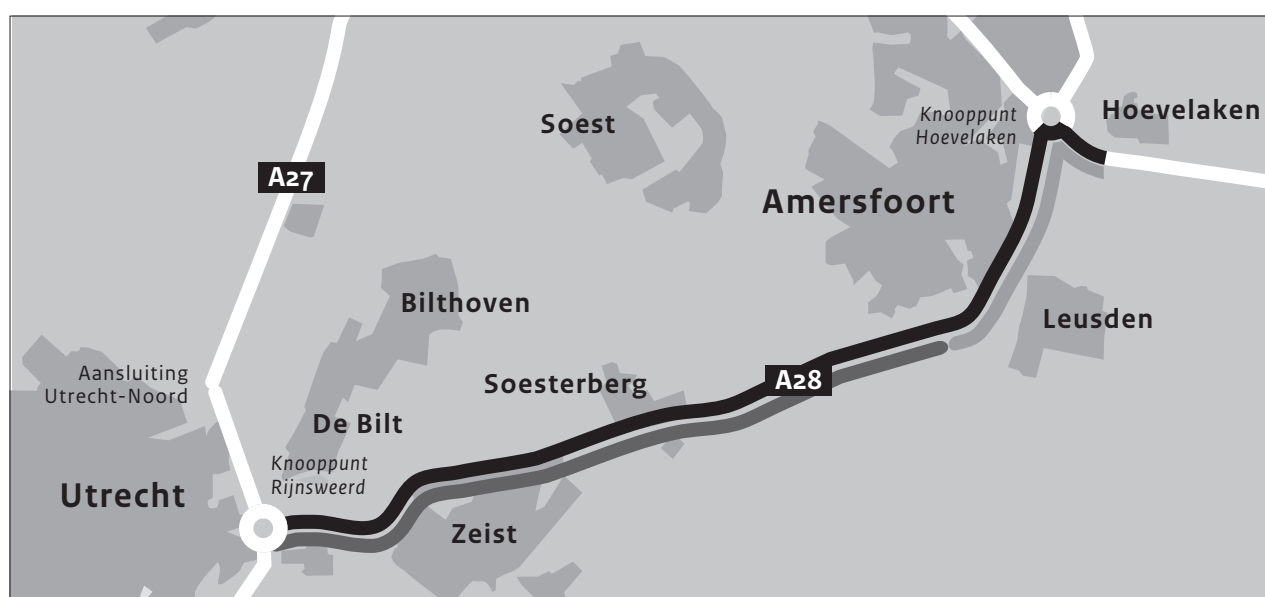 Soest
Knooppunt
Hoevelaken
Hoevelaken
A27
Amersfoort
Bilthoven
Leusden
Aansluiting
Utrecht-Noord
Soesterberg
A28
De Bilt
Knooppunt
Rijnsweerd
Utrecht
Zeist